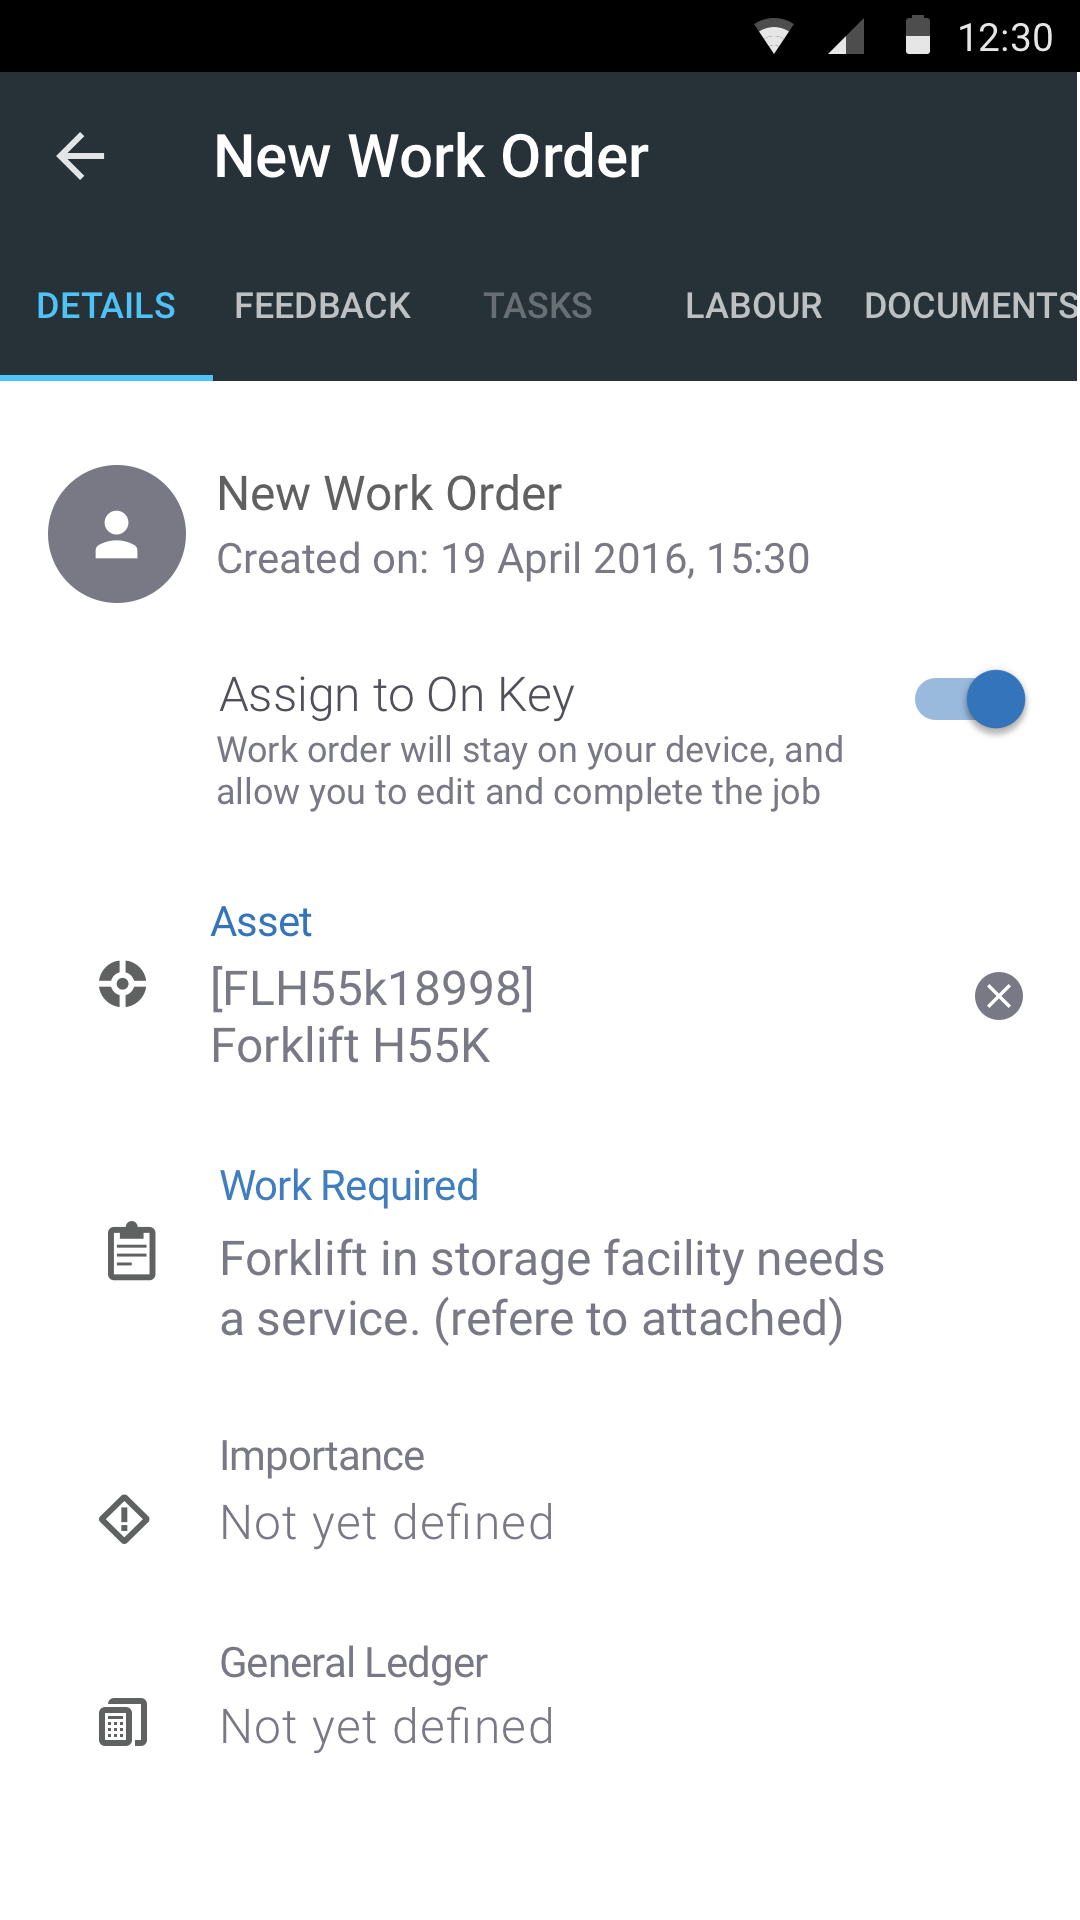 12:30
New Work Order
DETAILS FEEDBACK TASKS LABOUR DOCUMENTS
New Work Order
Created on: 19 April 2016, 15:30
Assign to On Key
Work order will stay on your device, and
allow you to edit and complete the job
Asset
[FLH55k18998]
Forklift H55K
Work Required
Forklift in storage facility needs
a service. (refere to attached)
Importance
Not yet defined
General Ledger
Not yet defined